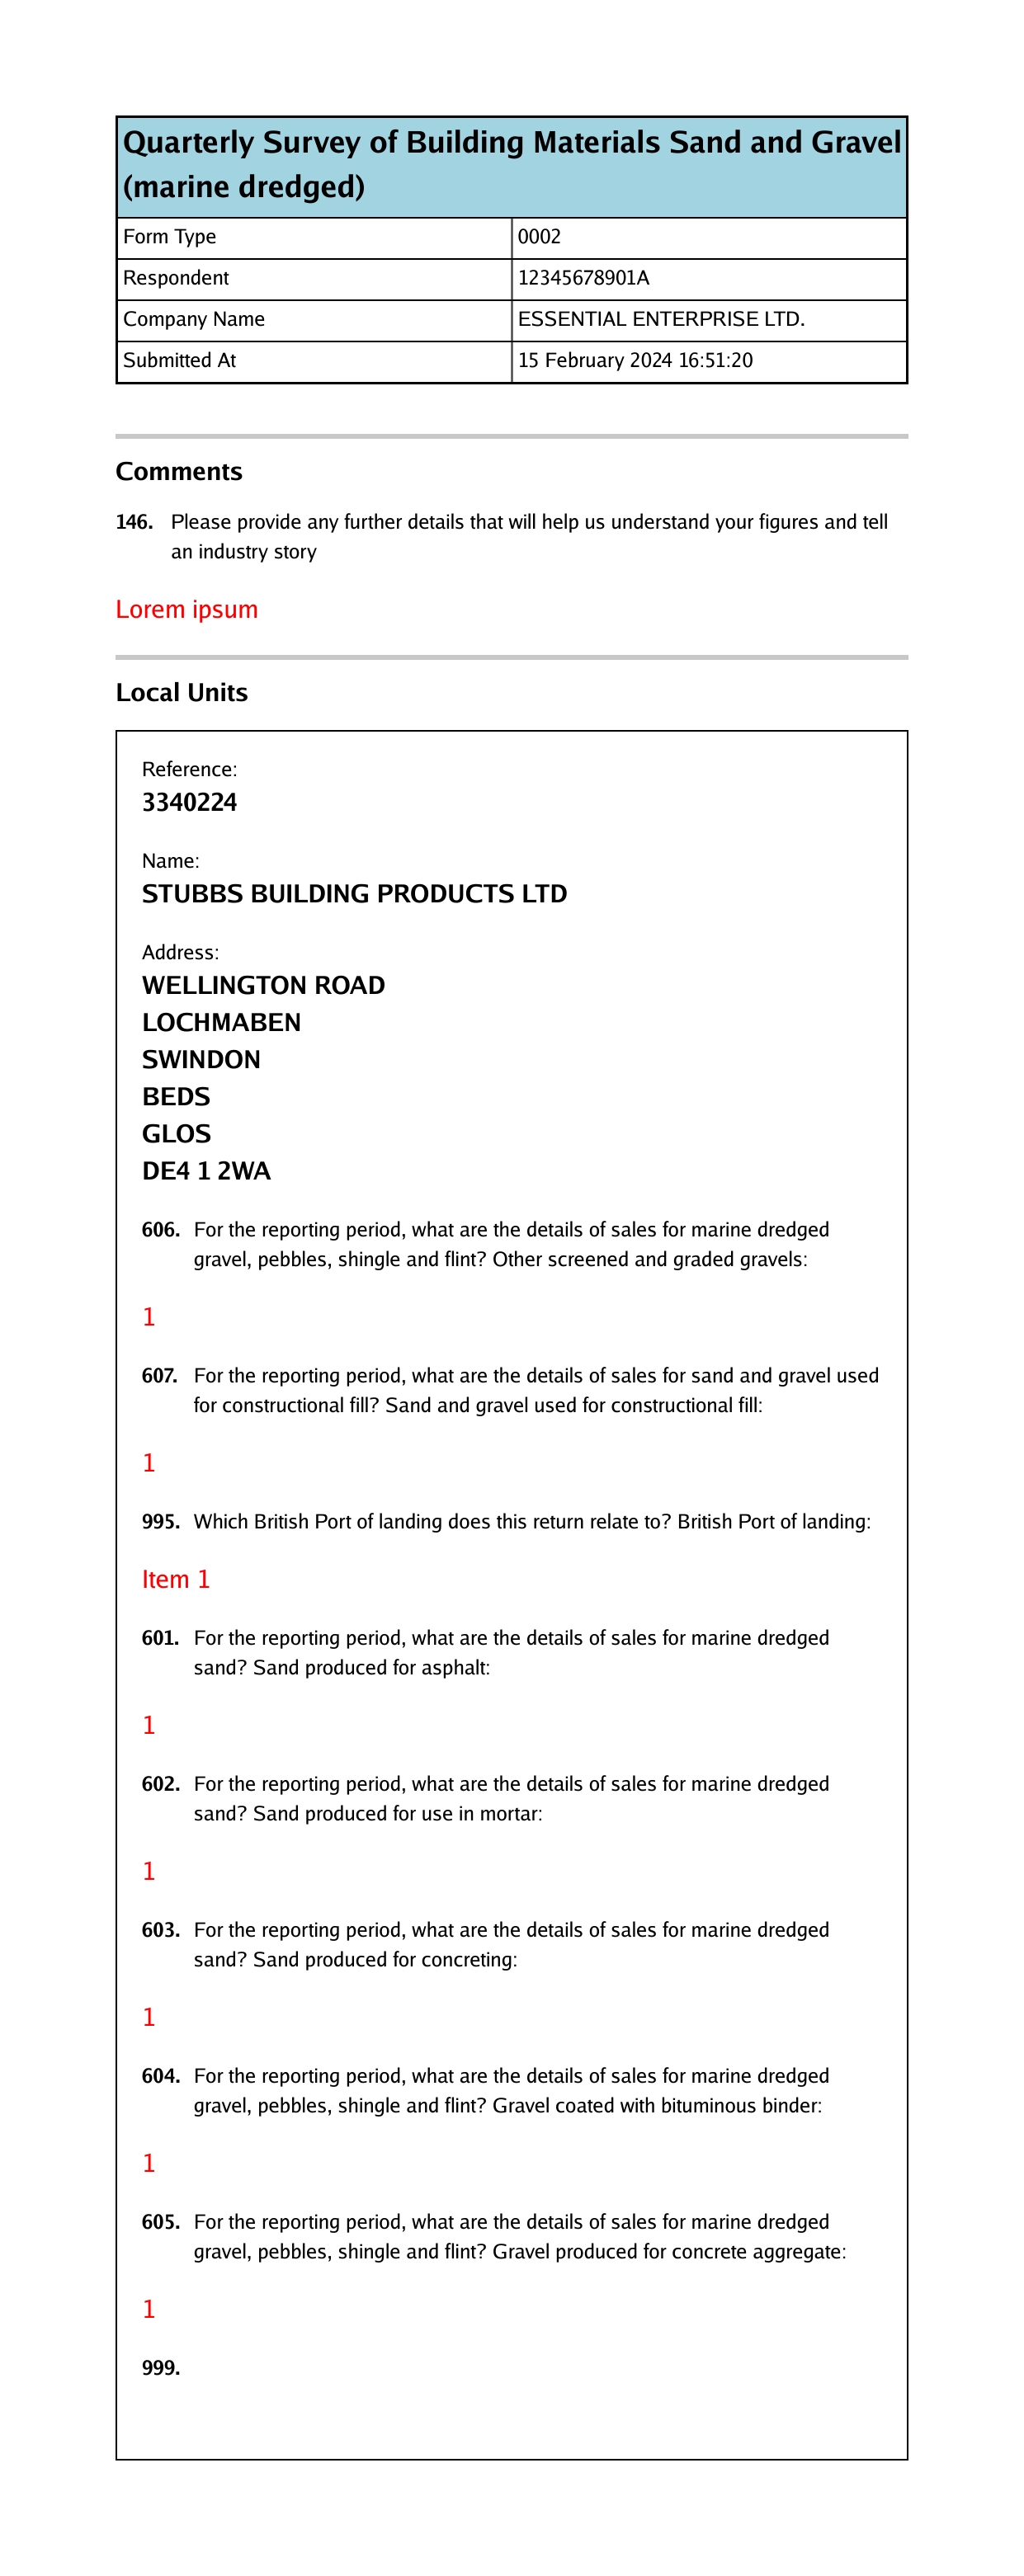 Quarterly Survey of Building Materials Sand and Gravel
(marine dredged)
Form Type 0002
Respondent 12345678901A
Company Name ESSENTIAL ENTERPRISE LTD.
Submitted At 15 February 2024 16:51:20
Comments
146. Please provide any further details that will help us understand your figures and tell
an industry story
Lorem ipsum
Local Units
Reference:
3340224
Name:
STUBBS BUILDING PRODUCTS LTD
Address:
WELLINGTON ROAD
LOCHMABEN
SWINDON
BEDS
GLOS
DE4 1 2WA
606. For the reporting period, what are the details of sales for marine dredged
gravel, pebbles, shingle and flint? Other screened and graded gravels:
1
607. For the reporting period, what are the details of sales for sand and gravel used
for constructional fill? Sand and gravel used for constructional fill:
1
995. Which British Port of landing does this return relate to? British Port of landing:
Item 1
601. For the reporting period, what are the details of sales for marine dredged
sand? Sand produced for asphalt:
1
602. For the reporting period, what are the details of sales for marine dredged
sand? Sand produced for use in mortar:
1
603. For the reporting period, what are the details of sales for marine dredged
sand? Sand produced for concreting:
1
604. For the reporting period, what are the details of sales for marine dredged
gravel, pebbles, shingle and flint? Gravel coated with bituminous binder:
1
605. For the reporting period, what are the details of sales for marine dredged
gravel, pebbles, shingle and flint? Gravel produced for concrete aggregate:
1
999.